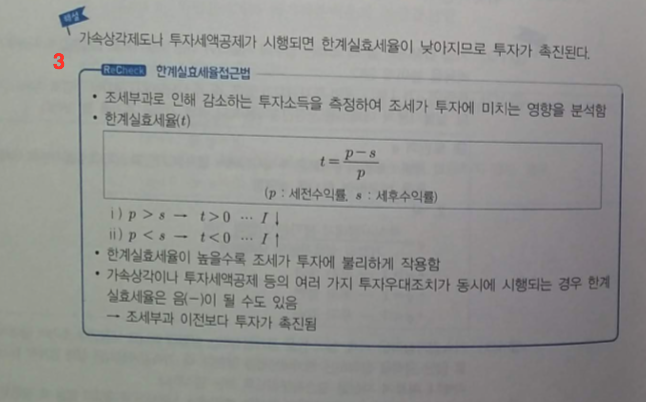 해설
가속상각제도나 투자세액공제가 시행되면 한계실효세율이 낮아지므로 투자가 촉진된다.
3
ReCheck 한계실효세율접근법
• 조세부과로 인해 감소하는 투자소득을 측정하여 조세가 투자에 미치는 영향을 분석함
• 한계실효세율(t)
t = (p − s) / p
(p : 세전수익률, s : 세후수익률)
ⅰ) p > s → t > 0 ⋯ I ↓
ⅱ) p < s → t < 0 ⋯ I ↑
• 한계실효세율이 높을수록 조세가 투자에 불리하게 작용함
• 가속상각이나 투자세액공제 등의 여러 가지 투자우대조치가 동시에 시행되는 경우 한계
실효세율은 음(−)이 될 수도 있음
→ 조세부과 이전보다 투자가 촉진됨